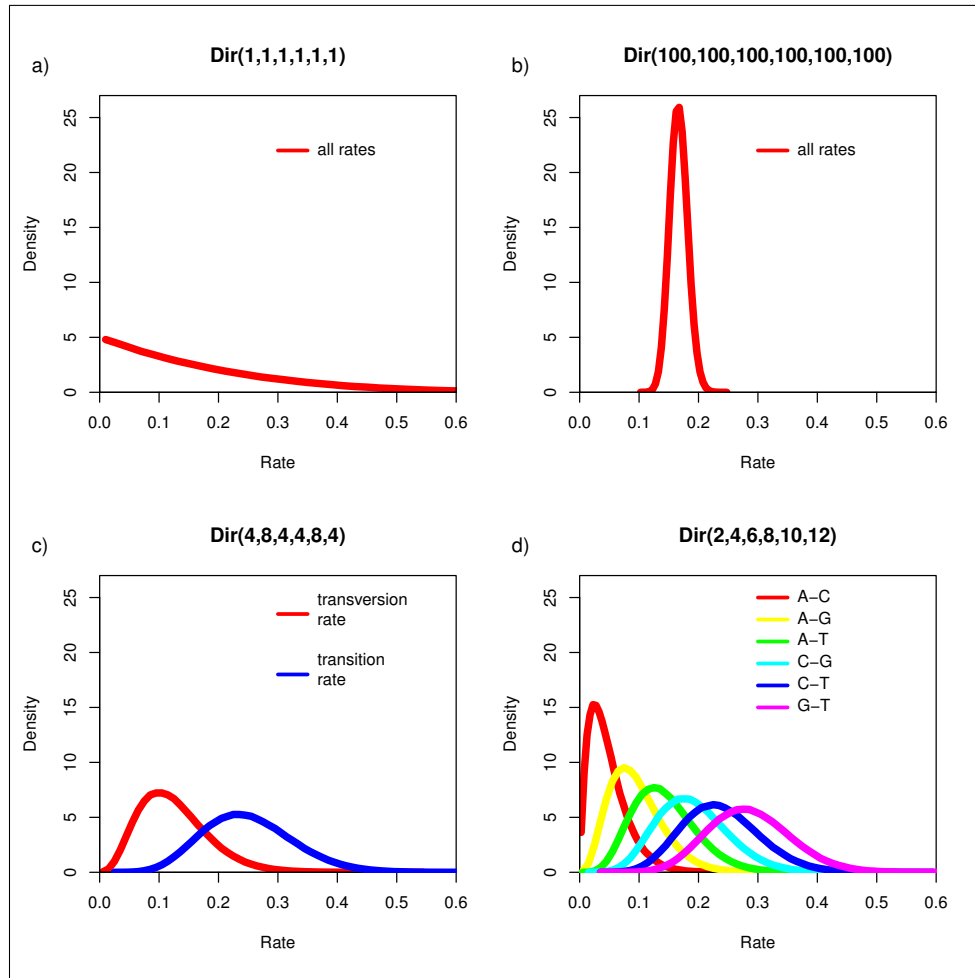 a)
Dir(1,1,1,1,1,1)
all rates
Density
0 5 10 15 20 25
0.0 0.1 0.2 0.3 0.4 0.5 0.6
Rate
b)
Dir(100,100,100,100,100,100)
all rates
Density
0 5 10 15 20 25
0.0 0.1 0.2 0.3 0.4 0.5 0.6
Rate
c)
Dir(4,8,4,4,8,4)
transversion
rate
transition
rate
Density
0 5 10 15 20 25
0.0 0.1 0.2 0.3 0.4 0.5 0.6
Rate
d)
Dir(2,4,6,8,10,12)
A−C
A−G
A−T
C−G
C−T
G−T
Density
0 5 10 15 20 25
0.0 0.1 0.2 0.3 0.4 0.5 0.6
Rate